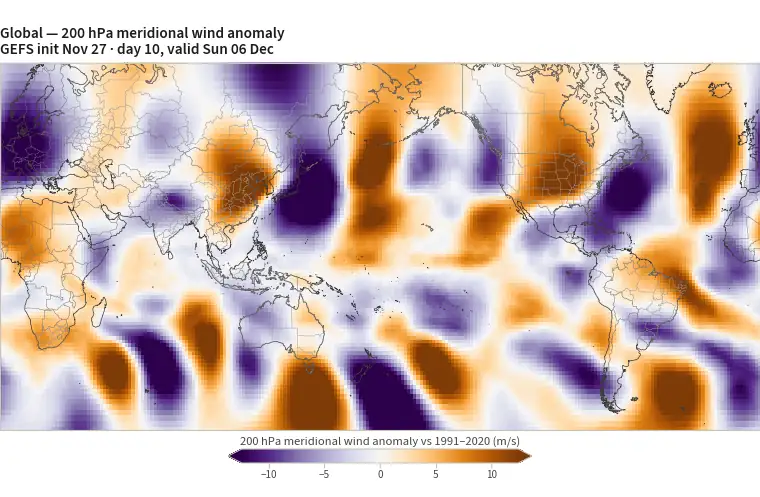 Global — 200 hPa meridional wind anomaly
GEFS init Nov 27 · day 10, valid Sun 06 Dec
200 hPa meridional wind anomaly vs 1991–2020 (m/s)
−10 −5 0 5 10